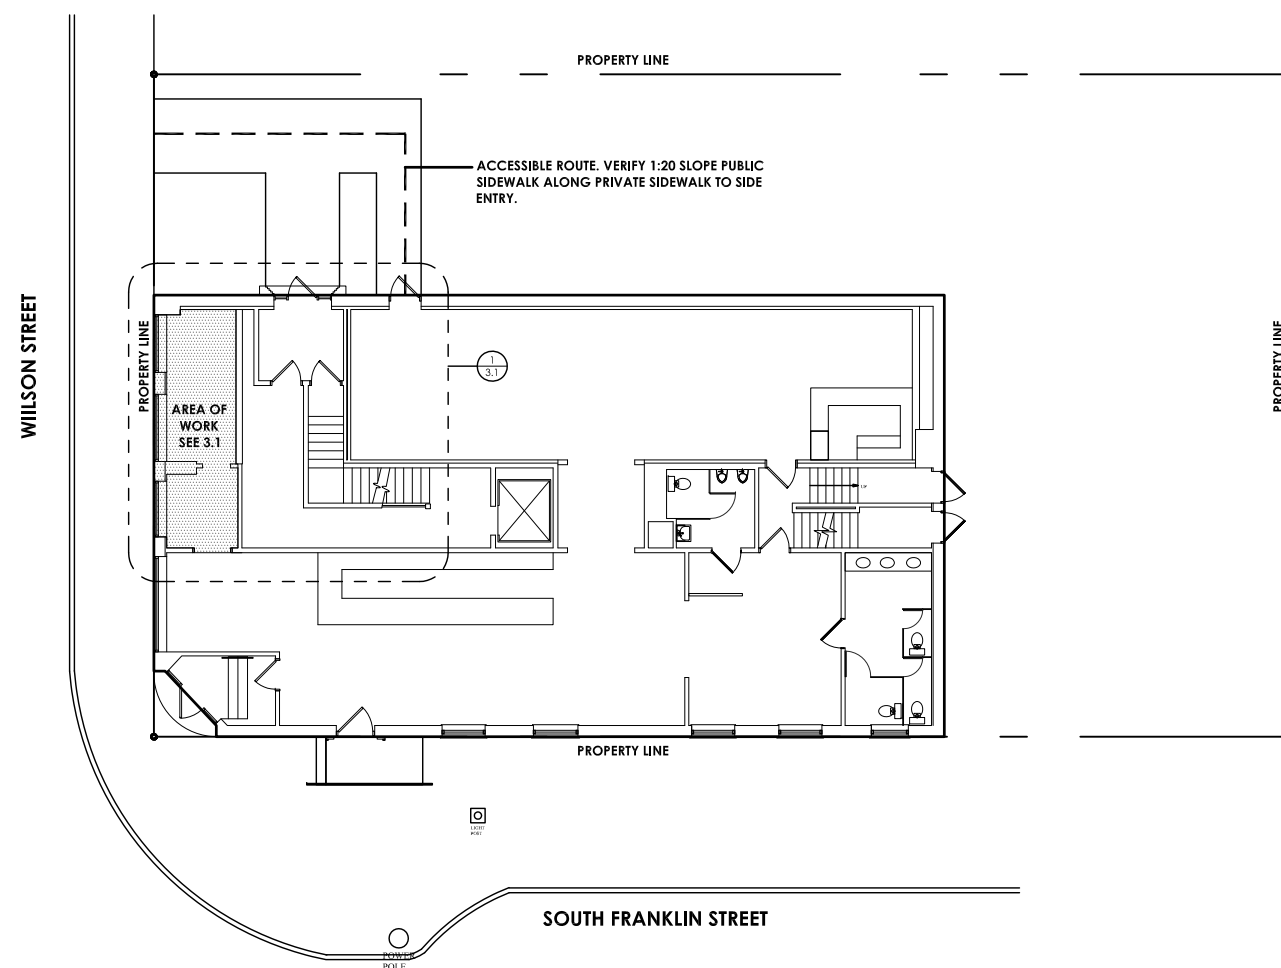 PROPERTY LINE
ACCESSIBLE ROUTE. VERIFY 1:20 SLOPE PUBLIC
SIDEWALK ALONG PRIVATE SIDEWALK TO SIDE
ENTRY.
WIILSON STREET
PROPERTY LINE
PROPERTY LINE
1
3.1
AREA OF
WORK
SEE 3.1
UP
PROPERTY LINE
LIGHT
POST
SOUTH FRANKLIN STREET
POWER
POLE